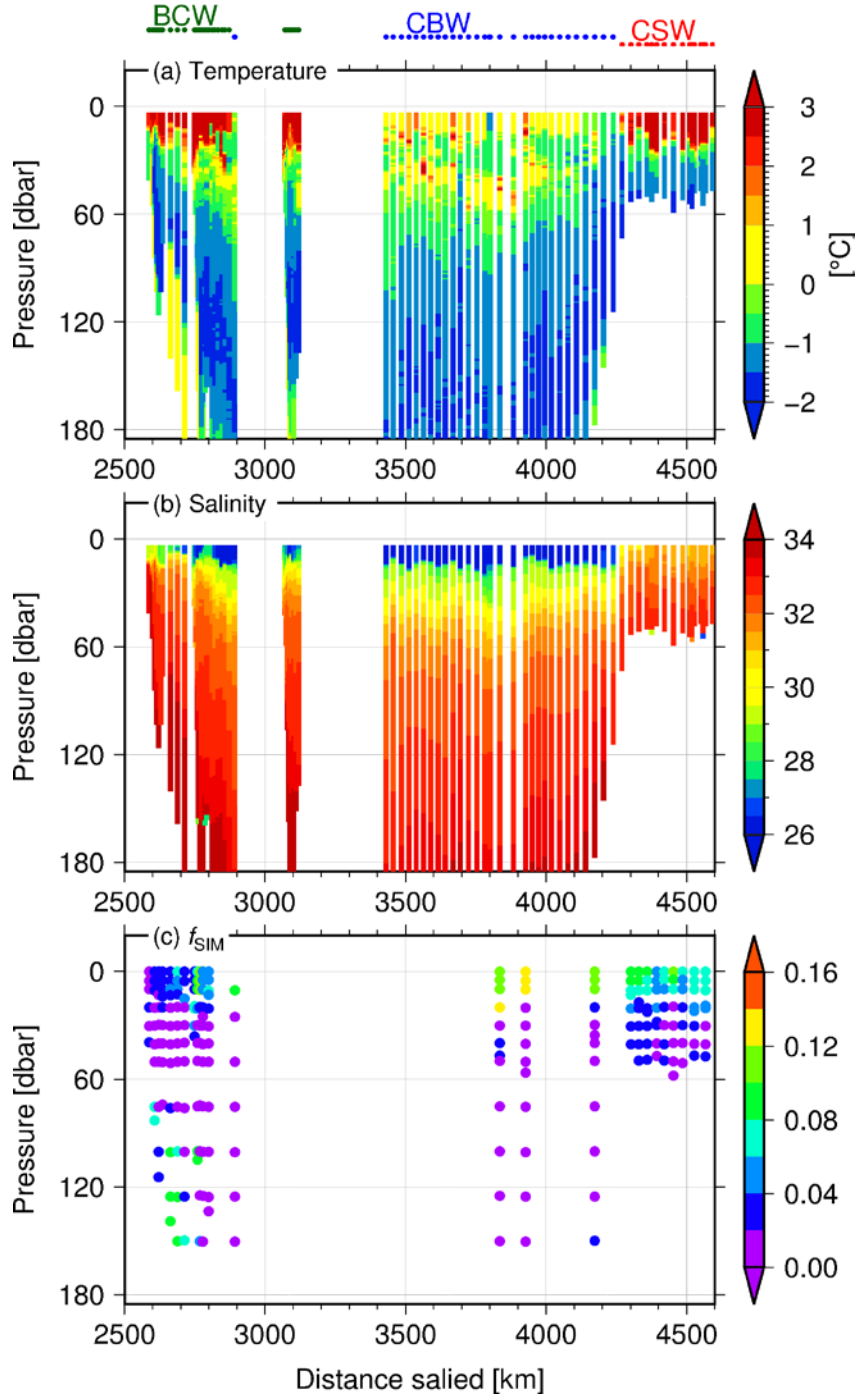 BCW CBW CSW
(a) Temperature
0
60
120
180
Pressure [dbar]
2500 3000 3500 4000 4500
3
2
1
0
−1
−2
[°C]
(b) Salinity
0
60
120
180
Pressure [dbar]
2500 3000 3500 4000 4500
34
32
30
28
26
(c) fSIM
0
60
120
180
Pressure [dbar]
2500 3000 3500 4000 4500
0.16
0.12
0.08
0.04
0.00
Distance salied [km]